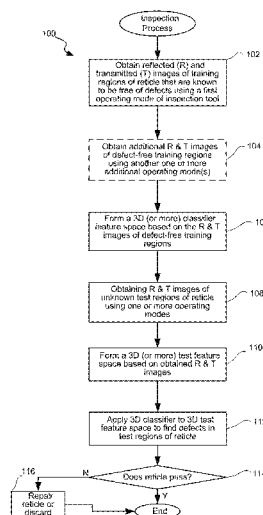 Inspection
Process
100
102
Obtain reflected (R) and
transmitted (T) images of training
regions of reticle that are known to
be free of defects using a first
operating mode of inspection tool
104
Obtain additional R & T images
of defect-free training regions
using another one or more
additional operating mode(s)
10
Form a 3D (or more) classifier
feature space based on the R & T
images of defect-free training
regions
108
Obtaining R & T images of
unknown test regions of reticle
using one or more operating
modes
110
Form a 3D (or more) test feature
space based on obtained R & T
images
11
Apply 3D classifier to 3D test
feature space to find defects in
test regions of reticle
114
Does reticle pass?
N
116
Y
Repair
reticle or
discard
End